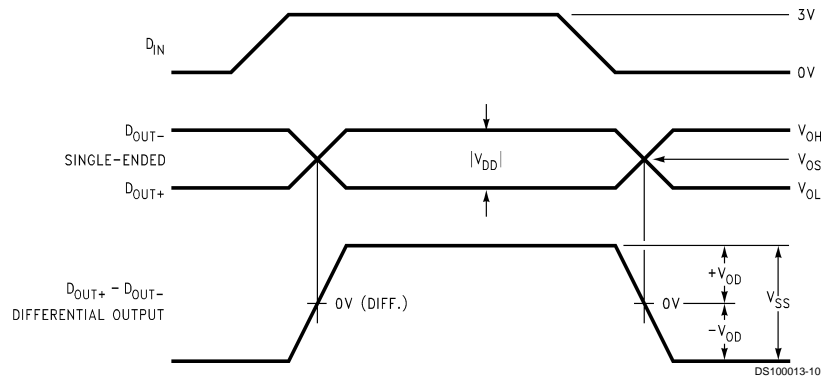 3V
D_IN
0V
D_OUT-
V_OH
SINGLE-ENDED
|V_DD|
V_OS
D_OUT+
V_OL
+V_OD
D_OUT+ - D_OUT-
DIFFERENTIAL OUTPUT
0V (DIFF.)
0V
V_SS
-V_OD
DS100013-10